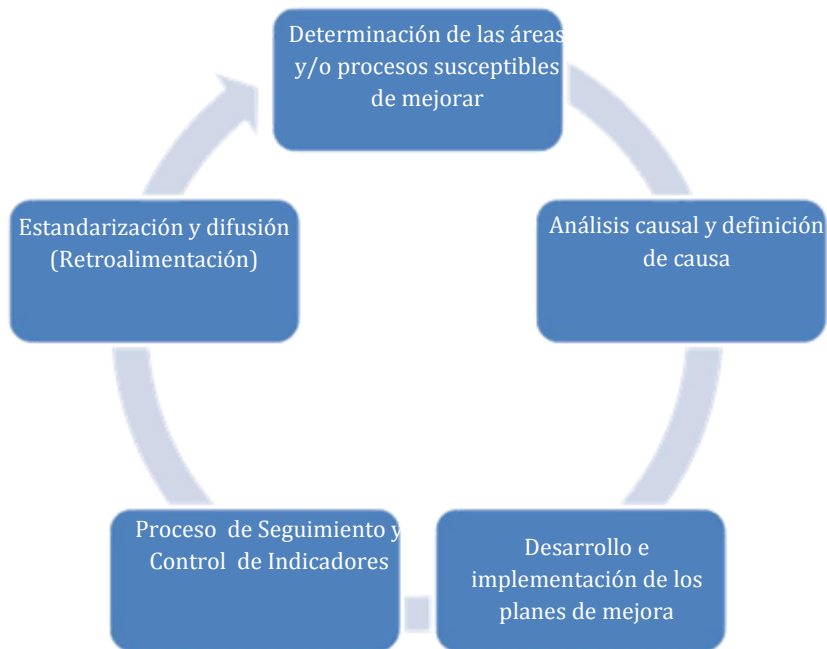 Determinación de las áreas
y/o procesos susceptibles
de mejorar
Análisis causal y definición
de causa
Desarrollo e
implementación de los
planes de mejora
Proceso de Seguimiento y
Control de Indicadores
Estandarización y difusión
(Retroalimentación)